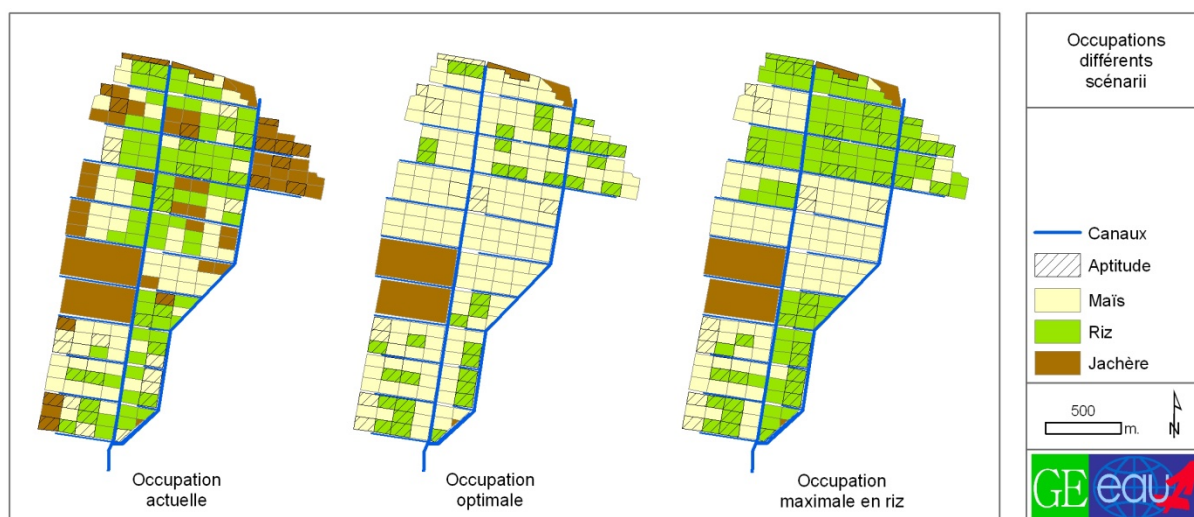 Occupation
actuelle
Occupation
optimale
Occupation
maximale en riz
Occupations
différents
scénarii
Canaux
Aptitude
Maïs
Riz
Jachère
500
m.
N
GE
eau